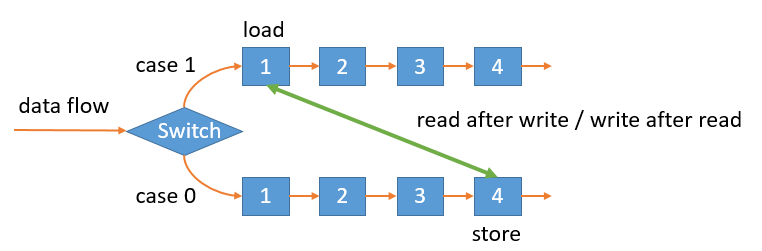 load
case 1
1 2 3 4
data flow
Switch
read after write / write after read
case 0
1 2 3 4
store